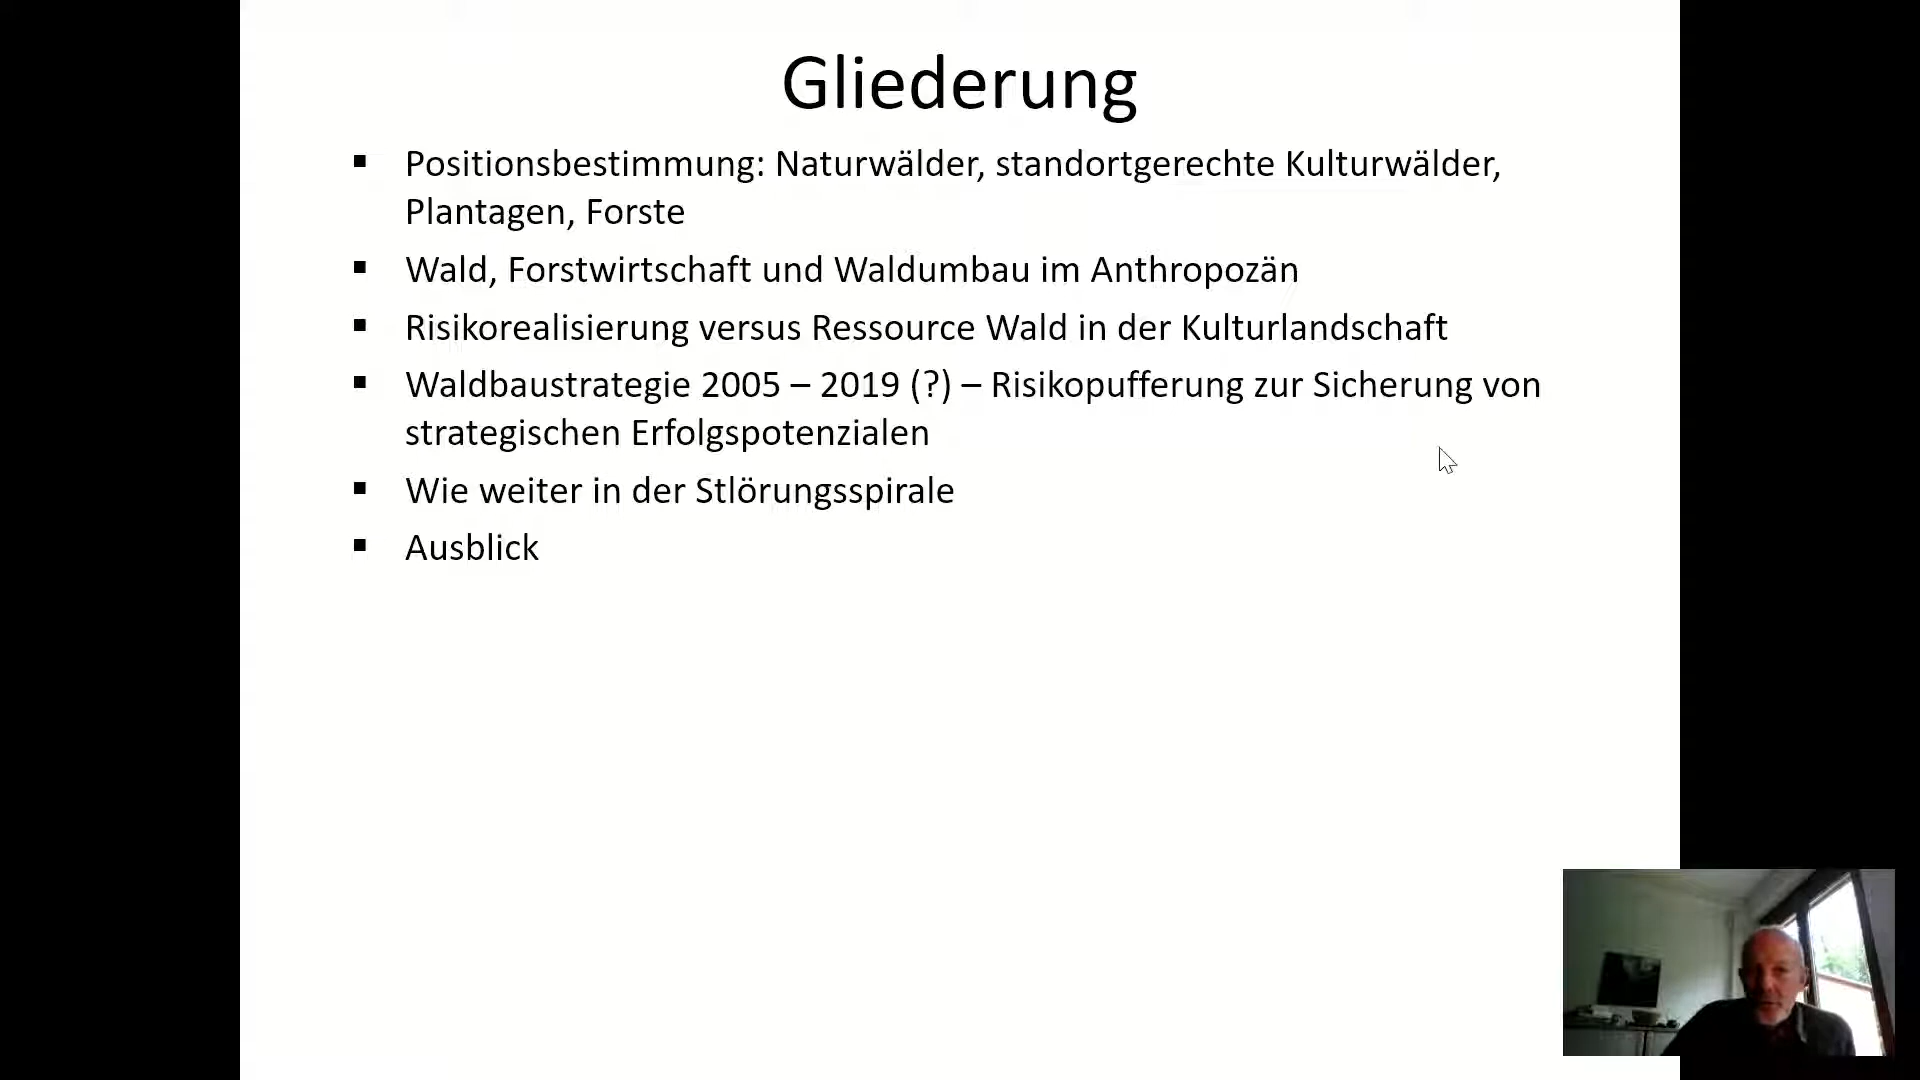 Gliederung
▪ Positionsbestimmung: Naturwälder, standortgerechte Kulturwälder,
Plantagen, Forste
▪ Wald, Forstwirtschaft und Waldumbau im Anthropozän
▪ Risikorealisierung versus Ressource Wald in der Kulturlandschaft
▪ Waldbaustrategie 2005 – 2019 (?) – Risikopufferung zur Sicherung von
strategischen Erfolgspotenzialen
▪ Wie weiter in der Stlörungsspirale
▪ Ausblick